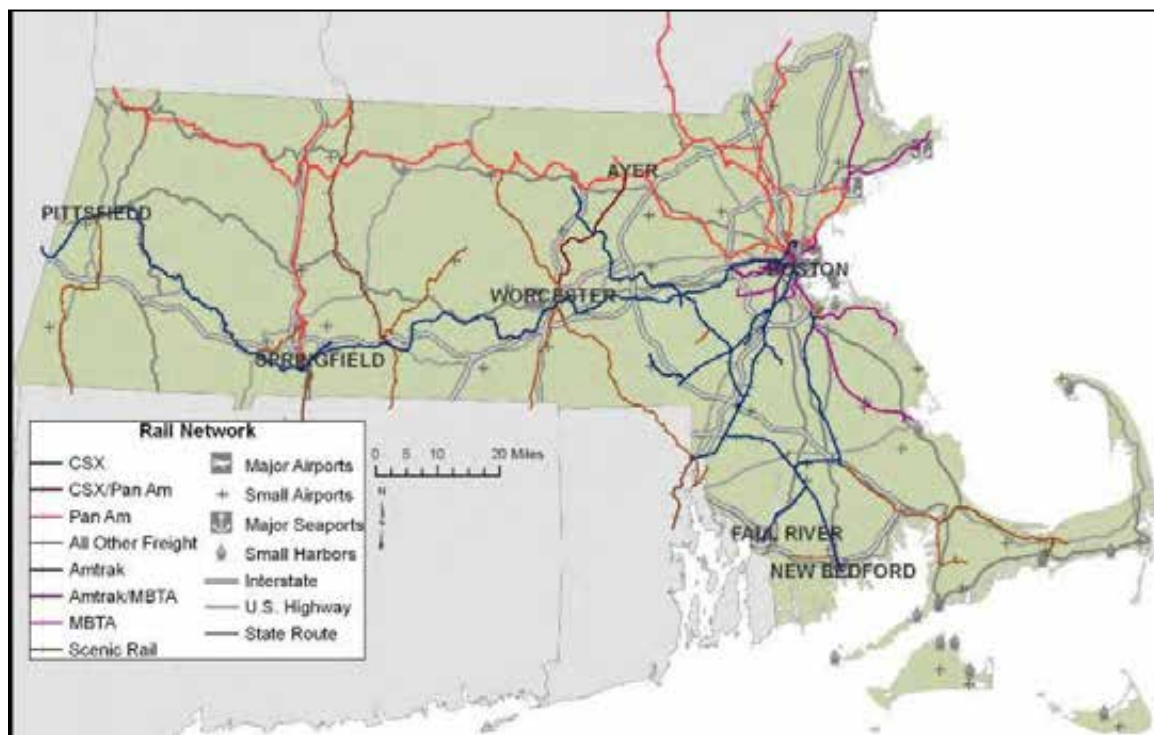 AYER
PITTSFIELD
BOSTON
WORCESTER
SPRINGFIELD
FALL RIVER
NEW BEDFORD
0 5 10 20 Miles
N
Rail Network
CSX
CSX/Pan Am
Pan Am
All Other Freight
Amtrak
Amtrak/MBTA
MBTA
Scenic Rail
Major Airports
Small Airports
Major Seaports
Small Harbors
Interstate
U.S. Highway
State Route